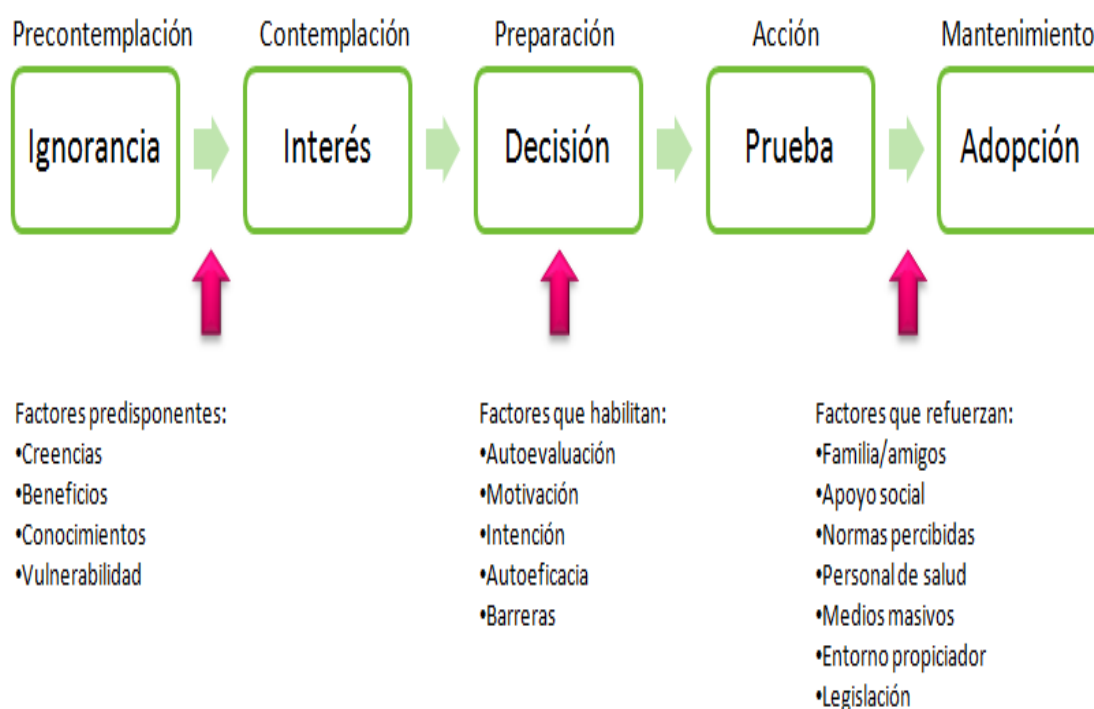 Precontemplación
Contemplación
Preparación
Acción
Mantenimiento
Ignorancia
Interés
Decisión
Prueba
Adopción
Factores predisponentes:
•Creencias
•Beneficios
•Conocimientos
•Vulnerabilidad
Factores que habilitan:
•Autoevaluación
•Motivación
•Intención
•Autoeficacia
•Barreras
Factores que refuerzan:
•Familia/amigos
•Apoyo social
•Normas percibidas
•Personal de salud
•Medios masivos
•Entorno propiciador
•Legislación